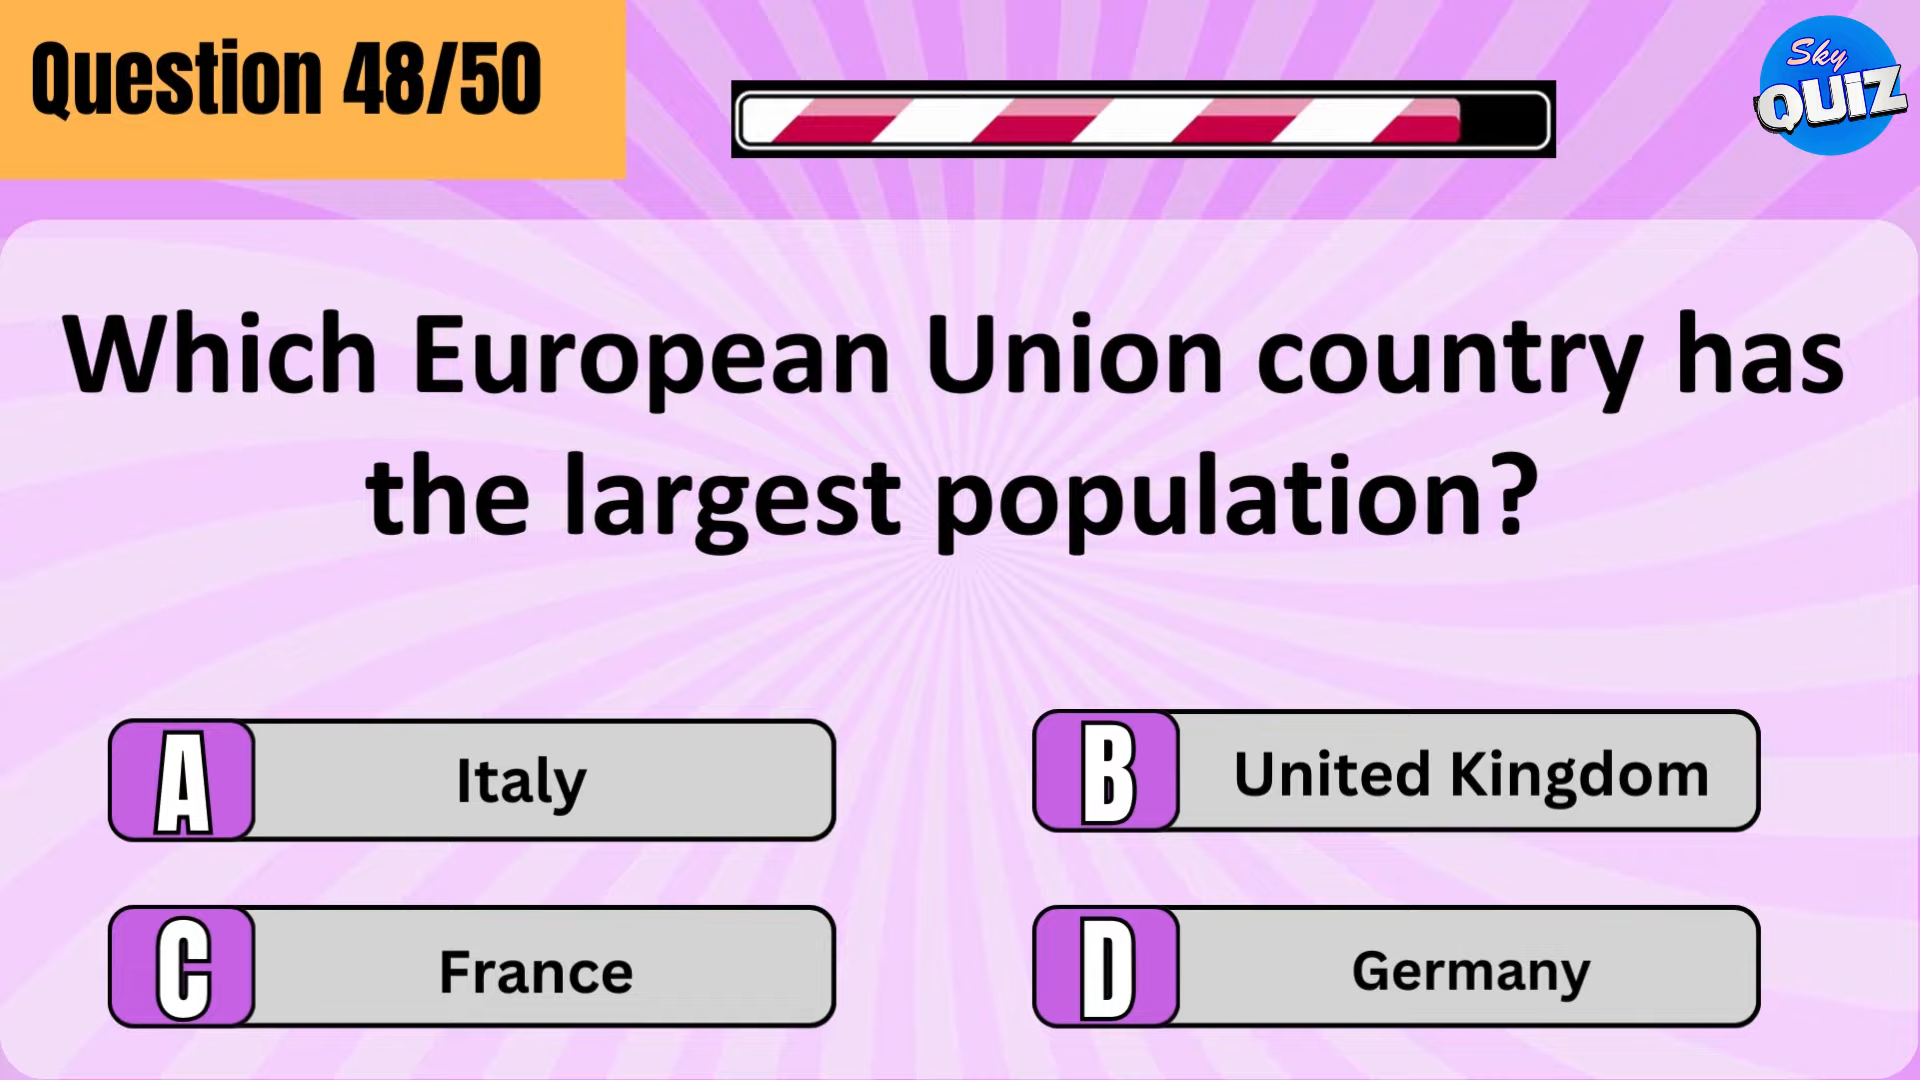 Question 48/50
Sky
QUIZ
Which European Union country has
the largest population?
A Italy
B United Kingdom
C France
D Germany